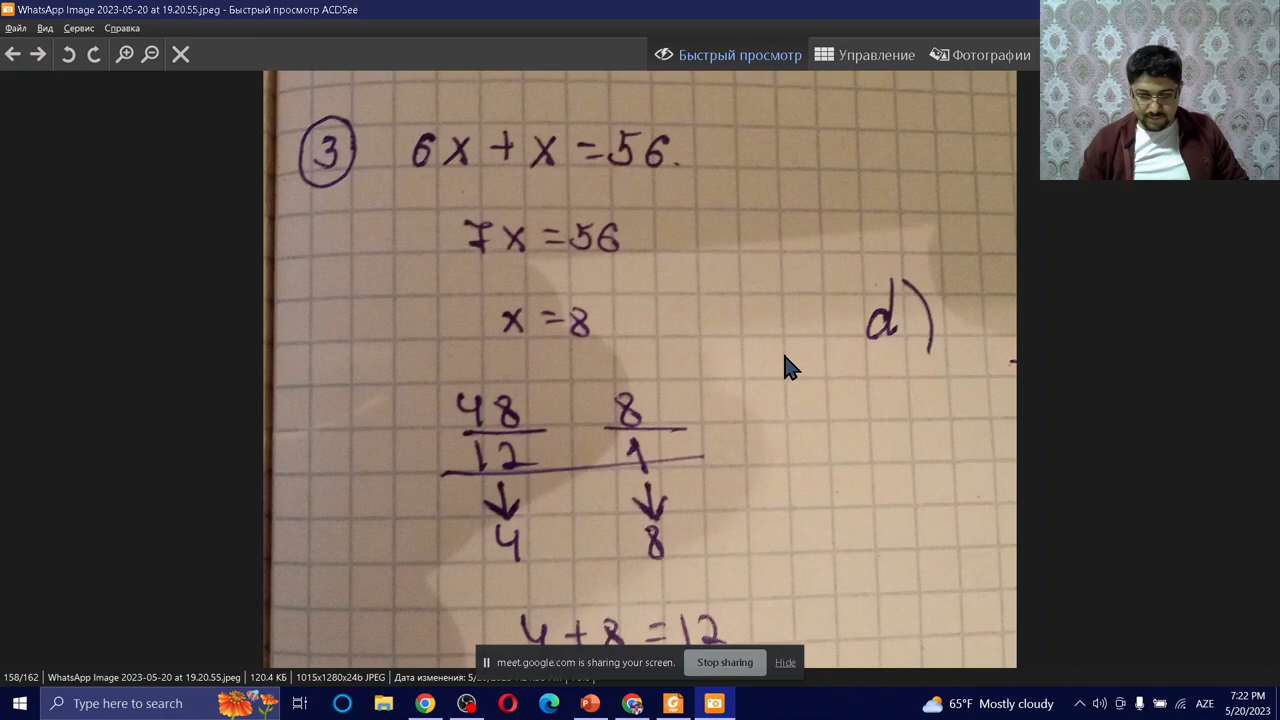 WhatsApp Image 2023-05-20 at 19.20.55.jpeg - Быстрый просмотр ACDSee
Файл Вид Сервис Справка
Быстрый просмотр Управление Фотографии
3 6x + x = 56.
7x = 56
x = 8
d)
48 8
12 1
4 8
4 + 8 = 12
meet.google.com is sharing your screen. Stop sharing Hide
158/162 WhatsApp Image 2023-05-20 at 19.20.55.jpeg 120.4 КБ 1015x1280x24b JPEG Дата изменения: 5/20/2023
Type here to search
65°F Mostly cloudy
AZE
7:22 PM
5/20/2023